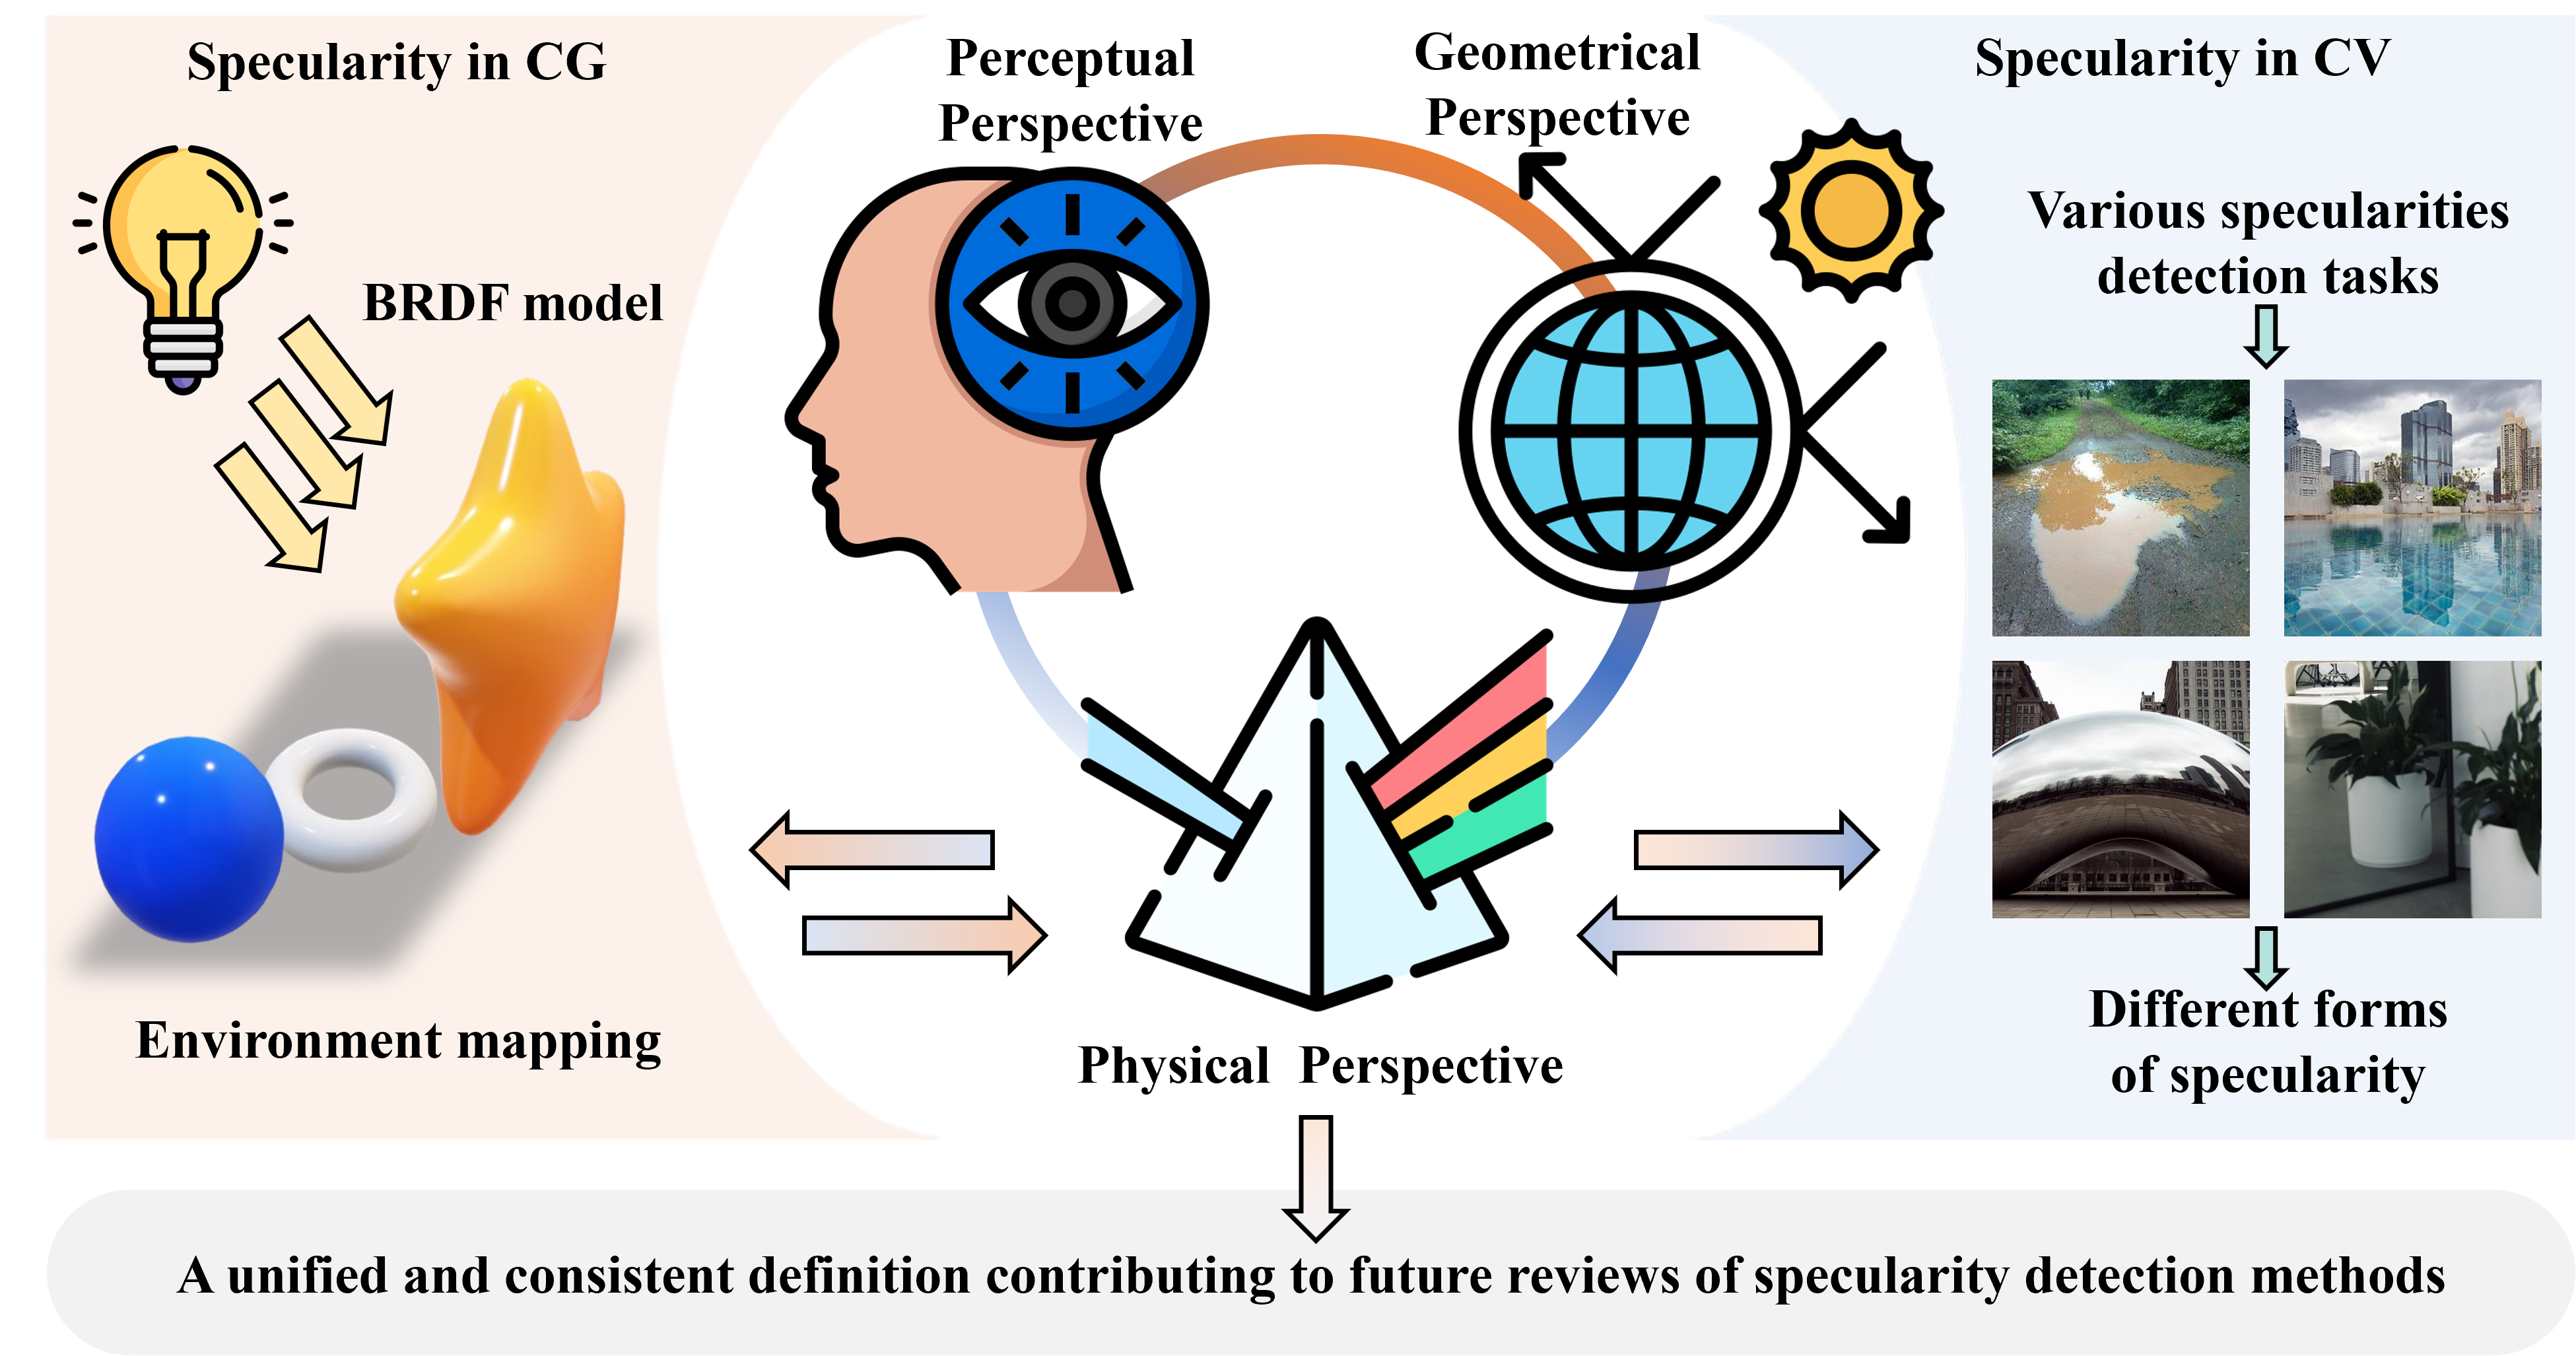 Specularity in CG
BRDF model
Environment mapping
Perceptual
Perspective
Geometrical
Perspective
Physical Perspective
Specularity in CV
Various specularities
detection tasks
Different forms
of specularity
A unified and consistent definition contributing to future reviews of specularity detection methods